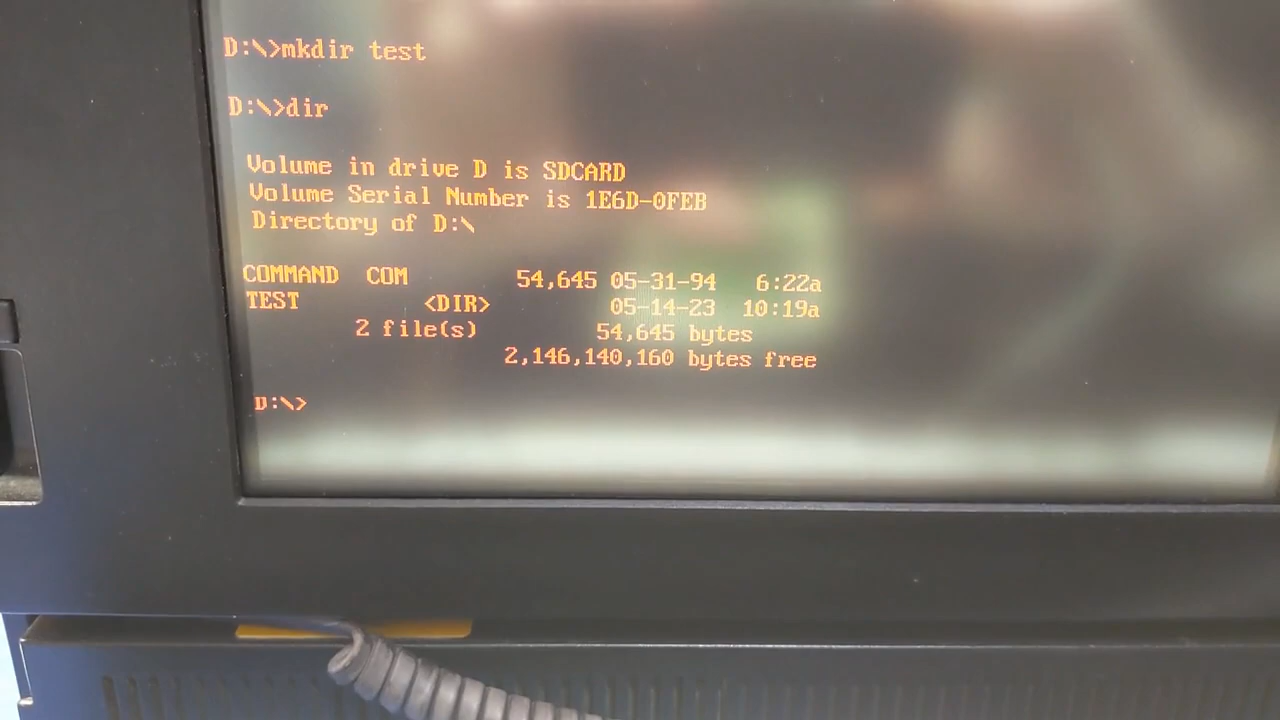 D:\>mkdir test
D:\>dir
Volume in drive D is SDCARD
Volume Serial Number is 1E6D-0FEB
Directory of D:\
COMMAND COM 54,645 05-31-94 6:22a
TEST <DIR> 05-14-23 10:19a
2 file(s) 54,645 bytes
2,146,140,160 bytes free
D:\>